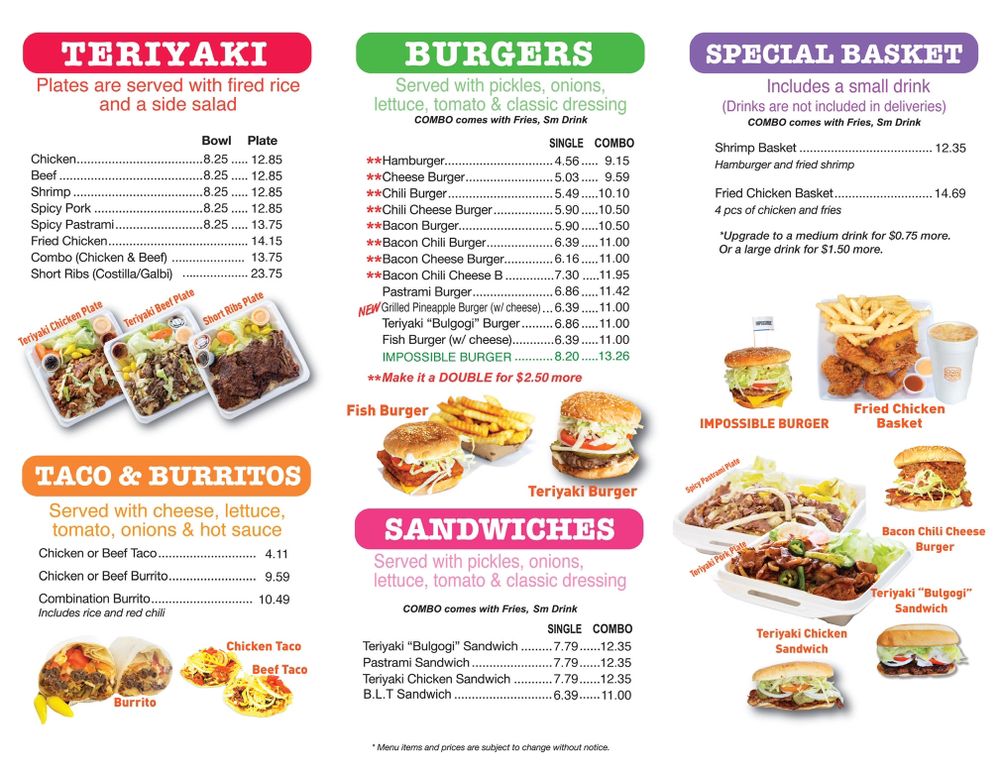 TERIYAKI
Plates are served with fired rice
and a side salad
Bowl Plate
Chicken....................................8.25 ..... 12.85
Beef .........................................8.25 ..... 12.85
Shrimp .....................................8.25 ..... 12.85
Spicy Pork ...............................8.25 ..... 12.85
Spicy Pastrami.........................8.25 ..... 13.75
Fried Chicken........................................ 14.15
Combo (Chicken & Beef) ..................... 13.75
Short Ribs (Costilla/Galbi) ................... 23.75
Teriyaki Chicken Plate
Teriyaki Beef Plate
Short Ribs Plate
TACO & BURRITOS
Served with cheese, lettuce,
tomato, onions & hot sauce
Chicken or Beef Taco............................ 4.11
Chicken or Beef Burrito......................... 9.59
Combination Burrito............................. 10.49
Includes rice and red chili
Chicken Taco
Beef Taco
Burrito
BURGERS
Served with pickles, onions,
lettuce, tomato & classic dressing
COMBO comes with Fries, Sm Drink
SINGLE COMBO
**Hamburger...............................4.56 ..... 9.15
**Cheese Burger.........................5.03 ..... 9.59
**Chili Burger..............................5.49 .....10.10
**Chili Cheese Burger.................5.90 .....10.50
**Bacon Burger...........................5.90 .....10.50
**Bacon Chili Burger...................6.39 .....11.00
**Bacon Cheese Burger..............6.16 .....11.00
**Bacon Chili Cheese B ..............7.30 .....11.95
Pastrami Burger........................6.86 .....11.42
NEW Grilled Pineapple Burger (w/ cheese)...6.39 .....11.00
Teriyaki “Bulgogi” Burger.........6.86 .....11.00
Fish Burger (w/ cheese)............6.39 .....11.00
IMPOSSIBLE BURGER ...........8.20 .....13.26
**Make it a DOUBLE for $2.50 more
Fish Burger
Teriyaki Burger
SANDWICHES
Served with pickles, onions,
lettuce, tomato & classic dressing
COMBO comes with Fries, Sm Drink
SINGLE COMBO
Teriyaki “Bulgogi” Sandwich .........7.79......12.35
Pastrami Sandwich .......................7.79......12.35
Teriyaki Chicken Sandwich ...........7.79......12.35
B.L.T Sandwich ............................6.39......11.00
* Menu items and prices are subject to change without notice.
SPECIAL BASKET
Includes a small drink
(Drinks are not included in deliveries)
COMBO comes with Fries, Sm Drink
Shrimp Basket .................................. 12.35
Hamburger and fried shrimp
Fried Chicken Basket......................... 14.69
4 pcs of chicken and fries
*Upgrade to a medium drink for $0.75 more.
Or a large drink for $1.50 more.
IMPOSSIBLE
IMPOSSIBLE BURGER
Fried Chicken
Basket
Spicy Pastrami Plate
Bacon Chili Cheese
Burger
Teriyaki Pork Plate
Teriyaki “Bulgogi”
Sandwich
Teriyaki Chicken
Sandwich